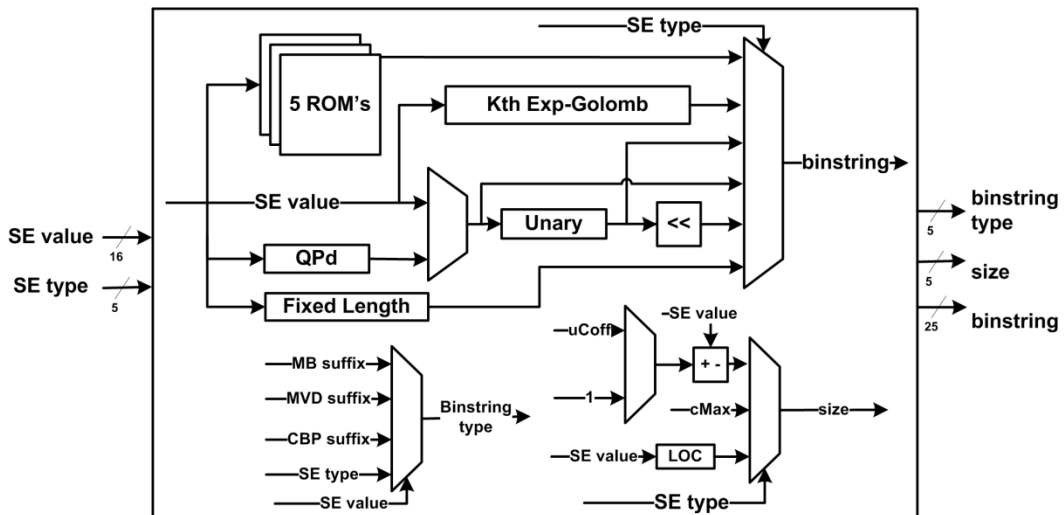 SE type
5 ROM's
Kth Exp-Golomb
binstring
SE value
Unary
<<
QPd
Fixed Length
SE value
16
SE type
5
binstring
type
5
size
5
binstring
25
MB suffix
MVD suffix
CBP suffix
SE type
SE value
Binstring
type
uCoff
1
SE value
+ -
cMax
SE value
LOC
size
SE type